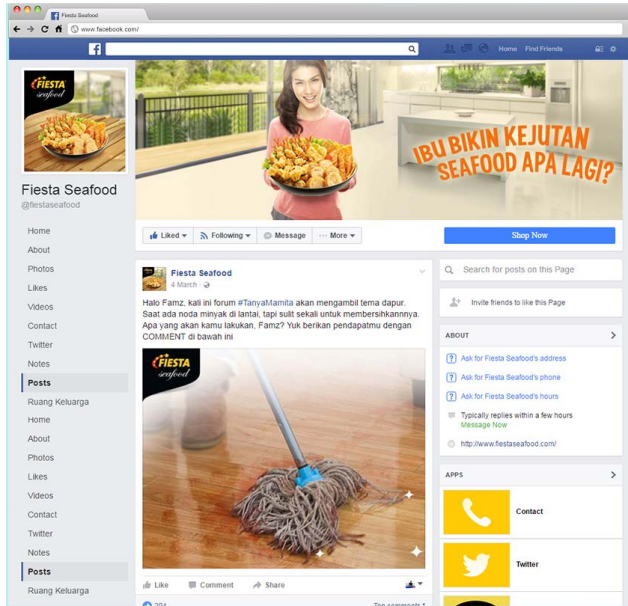 Fiesta Seafood
www.facebook.com/
f
Home Find Friends
FIESTA
seafood
IBU BIKIN KEJUTAN
SEAFOOD APA LAGI?
Fiesta Seafood
@fiestaseafood
Home
About
Photos
Likes
Videos
Contact
Twitter
Notes
Posts
Ruang Keluarga
Home
About
Photos
Likes
Videos
Contact
Twitter
Notes
Posts
Ruang Keluarga
Liked Following Message ... More
Shop Now
Fiesta Seafood
4 March ·
Halo Famz, kali ini forum #TanyaMamita akan mengambil tema dapur.
Saat ada noda minyak di lantai, tapi sulit sekali untuk membersihkannnya.
Apa yang akan kamu lakukan, Famz? Yuk berikan pendapatmu dengan
COMMENT di bawah ini
FIESTA
seafood
Like Comment Share
294
Top comments
Search for posts on this Page
Invite friends to like this Page
ABOUT
? Ask for Fiesta Seafood's address
? Ask for Fiesta Seafood's phone
? Ask for Fiesta Seafood's hours
Typically replies within a few hours
Message Now
http://www.fiestaseafood.com/
APPS
Contact
Twitter